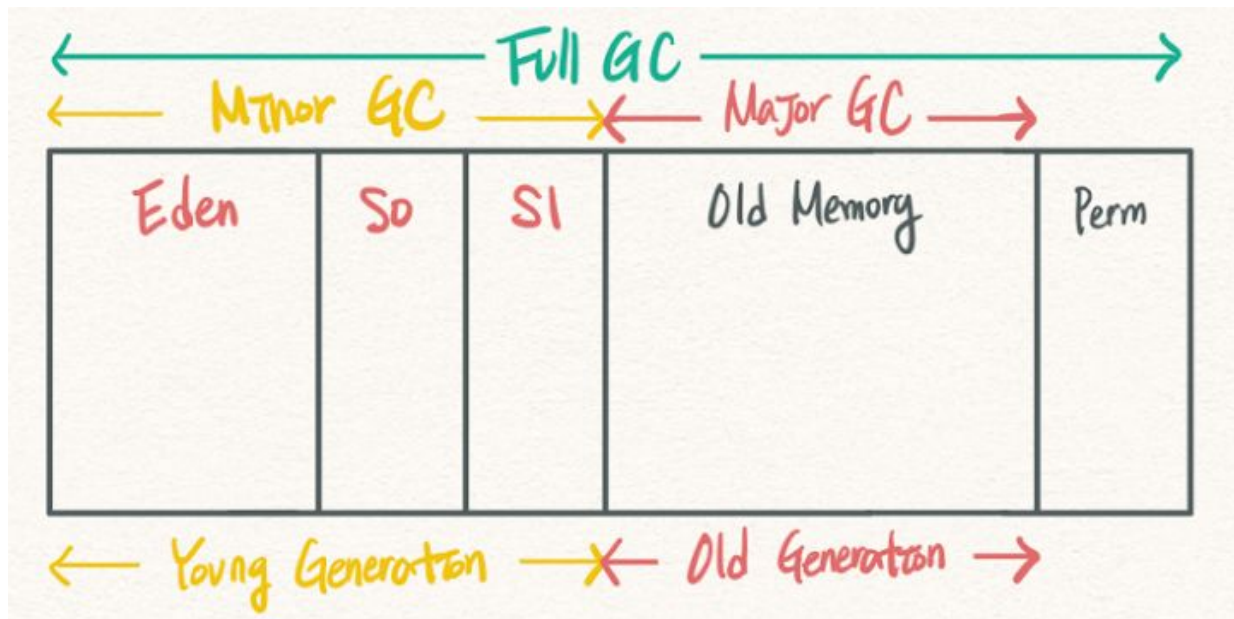 Full GC
Minor GC Major GC
Eden S0 S1 Old Memory Perm
Young Generation Old Generation